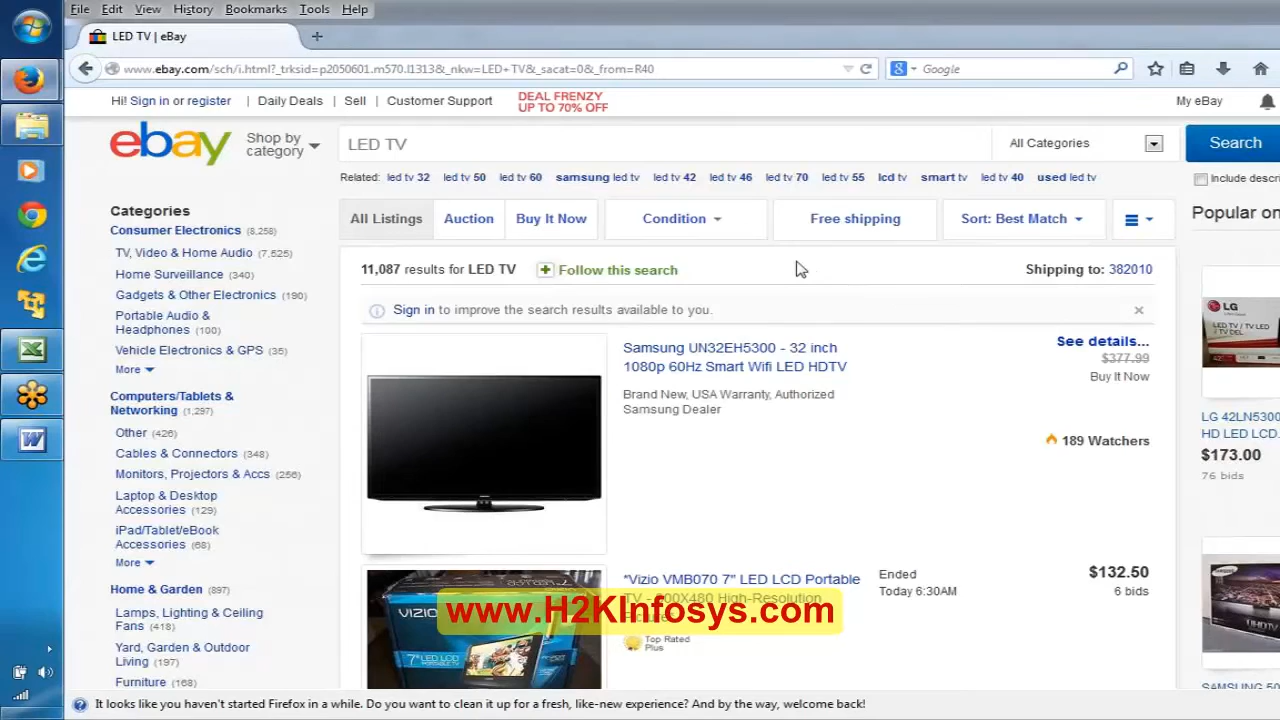 File Edit View History Bookmarks Tools Help
LED TV | eBay
www.ebay.com/sch/i.html?_trksid=p2050601.m570.l1313&_nkw=LED+TV&_sacat=0&_from=R40
Google
Hi! Sign in or register | Daily Deals | Sell | Customer Support
DEAL FRENZY
UP TO 70% OFF
My eBay
ebay
Shop by
category
LED TV
All Categories
Search
Related: led tv 32 led tv 50 led tv 60 samsung led tv led tv 42 led tv 46 led tv 70 led tv 55 lcd tv smart tv led tv 40 used led tv
Include descri
Categories
Consumer Electronics (8,258)
TV, Video & Home Audio (7,525)
Home Surveillance (340)
Gadgets & Other Electronics (190)
Portable Audio &
Headphones (100)
Vehicle Electronics & GPS (35)
More
Computers/Tablets &
Networking (1,297)
Other (426)
Cables & Connectors (348)
Monitors, Projectors & Accs (256)
Laptop & Desktop
Accessories (129)
iPad/Tablet/eBook
Accessories (68)
More
Home & Garden (897)
Lamps, Lighting & Ceiling
Fans (418)
Yard, Garden & Outdoor
Living (197)
Furniture (168)
All Listings Auction Buy It Now Condition Free shipping Sort: Best Match
11,087 results for LED TV
Follow this search
Shipping to: 382010
Sign in to improve the search results available to you.
Samsung UN32EH5300 - 32 inch
1080p 60Hz Smart Wifi LED HDTV
Brand New, USA Warranty, Authorized
Samsung Dealer
See details...
$377.99
Buy It Now
189 Watchers
*Vizio VMB070 7" LED LCD Portable
Ended
Today 6:30AM
$132.50
6 bids
Top Rated
Plus
VIZIO
7" LED LCD
www.H2KInfosys.com
Popular on
LG
LED TV / TV LED
/ TV DEL
LG 42LN5300
HD LED LCD
$173.00
76 bids
SAMSUNG 50
It looks like you haven't started Firefox in a while. Do you want to clean it up for a fresh, like-new experience? And by the way, welcome back!